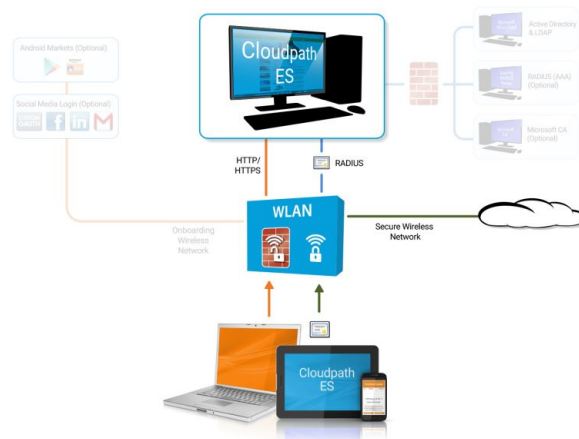 Android Markets (Optional)
Social Media Login (Optional)
Cloudpath
ES
Active Directory
& LDAP
RADIUS (AAA)
(Optional)
Microsoft CA
(Optional)
HTTP/
HTTPS
RADIUS
WLAN
Onboarding
Wireless
Network
Secure Wireless
Network
Cloudpath
ES